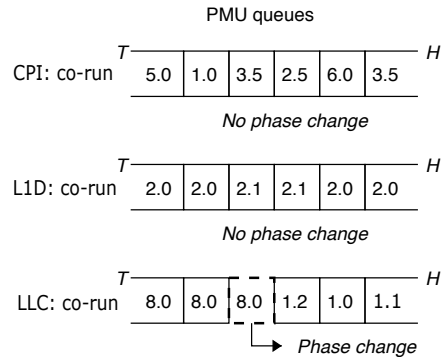 PMU queues
T H
CPI: co-run 5.0 1.0 3.5 2.5 6.0 3.5
No phase change
T H
L1D: co-run 2.0 2.0 2.1 2.1 2.0 2.0
No phase change
T H
LLC: co-run 8.0 8.0 8.0 1.2 1.0 1.1
Phase change